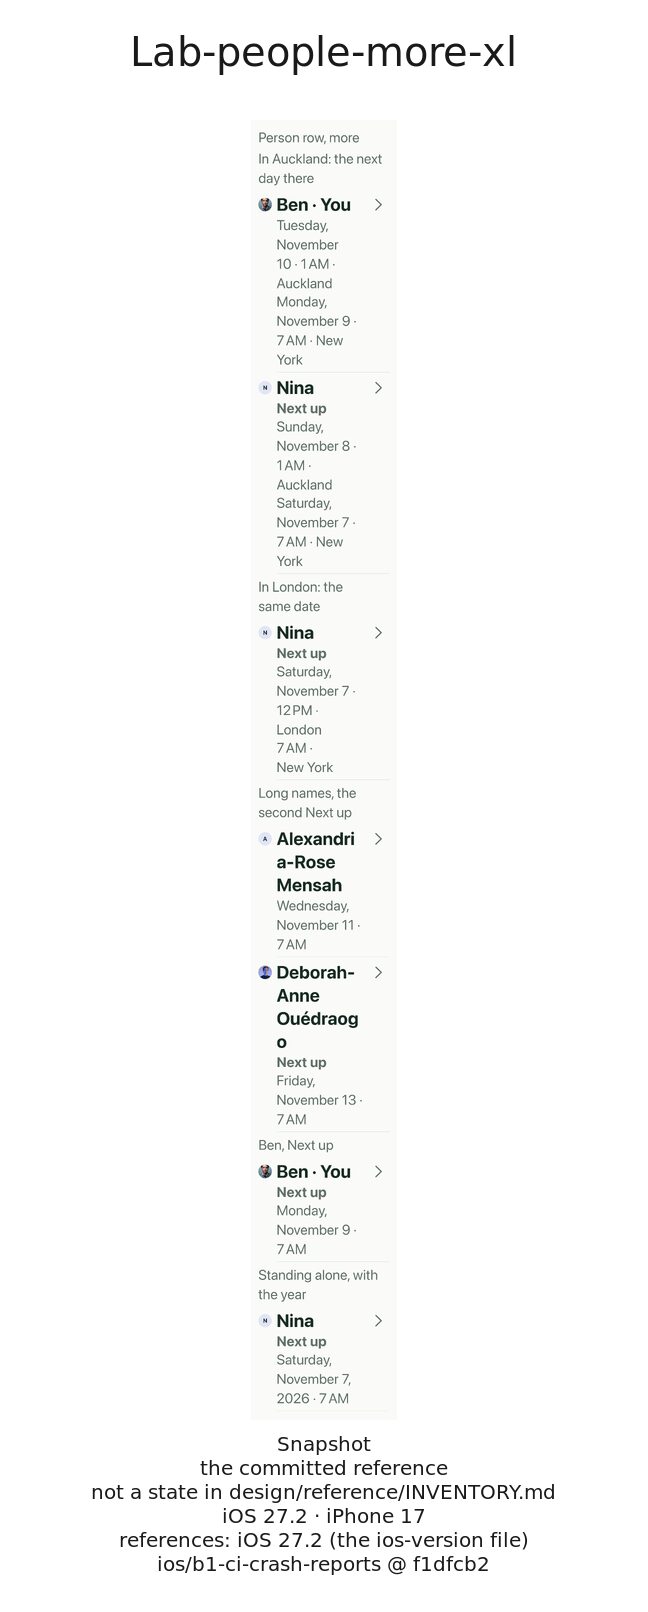 Lab-people-more-xl
Person row, more
In Auckland: the next
day there
Ben · You
Tuesday,
November
10 · 1 AM ·
Auckland
Monday,
November 9 ·
7 AM · New
York
N
Nina
Next up
Sunday,
November 8 ·
1 AM ·
Auckland
Saturday,
November 7 ·
7 AM · New
York
In London: the
same date
N
Nina
Next up
Saturday,
November 7 ·
12 PM ·
London
7 AM ·
New York
Long names, the
second Next up
A
Alexandri
a-Rose
Mensah
Wednesday,
November 11 ·
7 AM
Deborah-
Anne
Ouédraog
o
Next up
Friday,
November 13 ·
7 AM
Ben, Next up
Ben · You
Next up
Monday,
November 9 ·
7 AM
Standing alone, with
the year
N
Nina
Next up
Saturday,
November 7,
2026 · 7 AM
Snapshot
the committed reference
not a state in design/reference/INVENTORY.md
iOS 27.2 · iPhone 17
references: iOS 27.2 (the ios-version file)
ios/b1-ci-crash-reports @ f1dfcb2